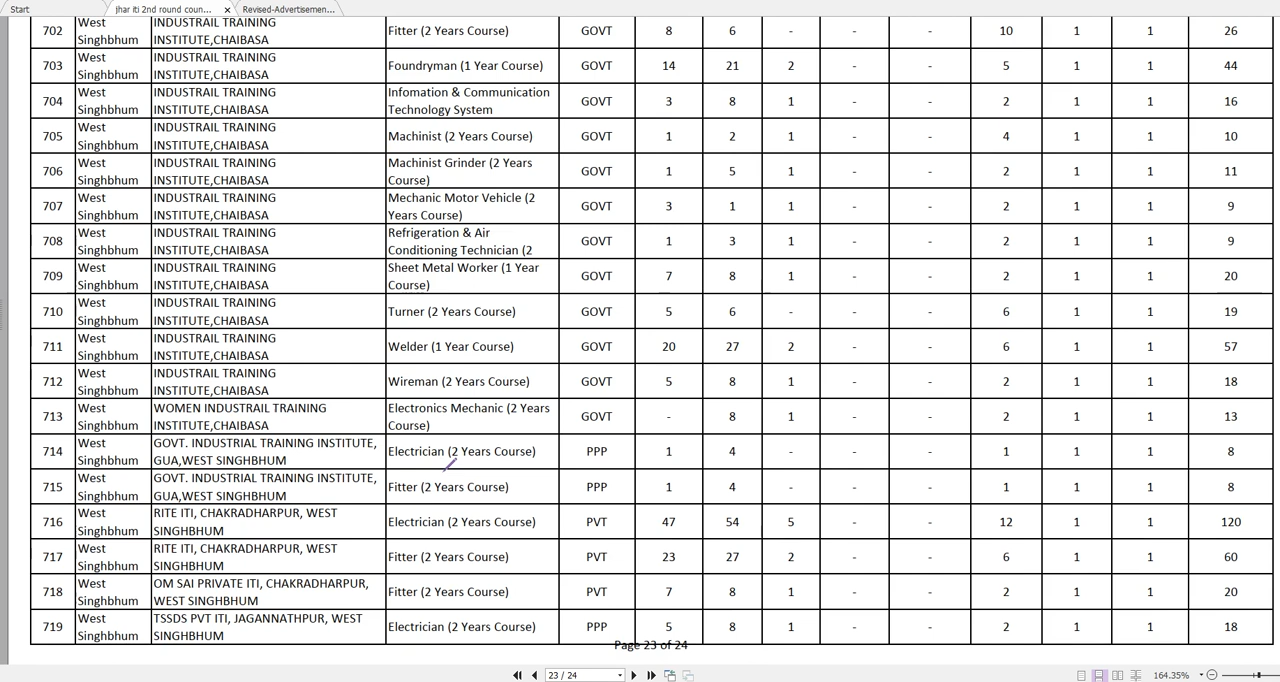 Start jhar iti 2nd round coun... × Revised-Advertisemen...
702 West Singhbhum INDUSTRAIL TRAINING INSTITUTE,CHAIBASA Fitter (2 Years Course) GOVT 8 6 - - - 10 1 1 26
703 West Singhbhum INDUSTRAIL TRAINING INSTITUTE,CHAIBASA Foundryman (1 Year Course) GOVT 14 21 2 - - 5 1 1 44
704 West Singhbhum INDUSTRAIL TRAINING INSTITUTE,CHAIBASA Infomation & Communication Technology System GOVT 3 8 1 - - 2 1 1 16
705 West Singhbhum INDUSTRAIL TRAINING INSTITUTE,CHAIBASA Machinist (2 Years Course) GOVT 1 2 1 - - 4 1 1 10
706 West Singhbhum INDUSTRAIL TRAINING INSTITUTE,CHAIBASA Machinist Grinder (2 Years Course) GOVT 1 5 1 - - 2 1 1 11
707 West Singhbhum INDUSTRAIL TRAINING INSTITUTE,CHAIBASA Mechanic Motor Vehicle (2 Years Course) GOVT 3 1 1 - - 2 1 1 9
708 West Singhbhum INDUSTRAIL TRAINING INSTITUTE,CHAIBASA Refrigeration & Air Conditioning Technician (2 GOVT 1 3 1 - - 2 1 1 9
709 West Singhbhum INDUSTRAIL TRAINING INSTITUTE,CHAIBASA Sheet Metal Worker (1 Year Course) GOVT 7 8 1 - - 2 1 1 20
710 West Singhbhum INDUSTRAIL TRAINING INSTITUTE,CHAIBASA Turner (2 Years Course) GOVT 5 6 - - - 6 1 1 19
711 West Singhbhum INDUSTRAIL TRAINING INSTITUTE,CHAIBASA Welder (1 Year Course) GOVT 20 27 2 - - 6 1 1 57
712 West Singhbhum INDUSTRAIL TRAINING INSTITUTE,CHAIBASA Wireman (2 Years Course) GOVT 5 8 1 - - 2 1 1 18
713 West Singhbhum WOMEN INDUSTRAIL TRAINING INSTITUTE,CHAIBASA Electronics Mechanic (2 Years Course) GOVT - 8 1 - - 2 1 1 13
714 West Singhbhum GOVT. INDUSTRIAL TRAINING INSTITUTE, GUA,WEST SINGHBHUM Electrician (2 Years Course) PPP 1 4 - - - 1 1 1 8
715 West Singhbhum GOVT. INDUSTRIAL TRAINING INSTITUTE, GUA,WEST SINGHBHUM Fitter (2 Years Course) PPP 1 4 - - - 1 1 1 8
716 West Singhbhum RITE ITI, CHAKRADHARPUR, WEST SINGHBHUM Electrician (2 Years Course) PVT 47 54 5 - - 12 1 1 120
717 West Singhbhum RITE ITI, CHAKRADHARPUR, WEST SINGHBHUM Fitter (2 Years Course) PVT 23 27 2 - - 6 1 1 60
718 West Singhbhum OM SAI PRIVATE ITI, CHAKRADHARPUR, WEST SINGHBHUM Fitter (2 Years Course) PVT 7 8 1 - - 2 1 1 20
719 West Singhbhum TSSDS PVT ITI, JAGANNATHPUR, WEST SINGHBHUM Electrician (2 Years Course) PPP 5 8 1 - - 2 1 1 18
Page 23 of 24
23 / 24 164.35%